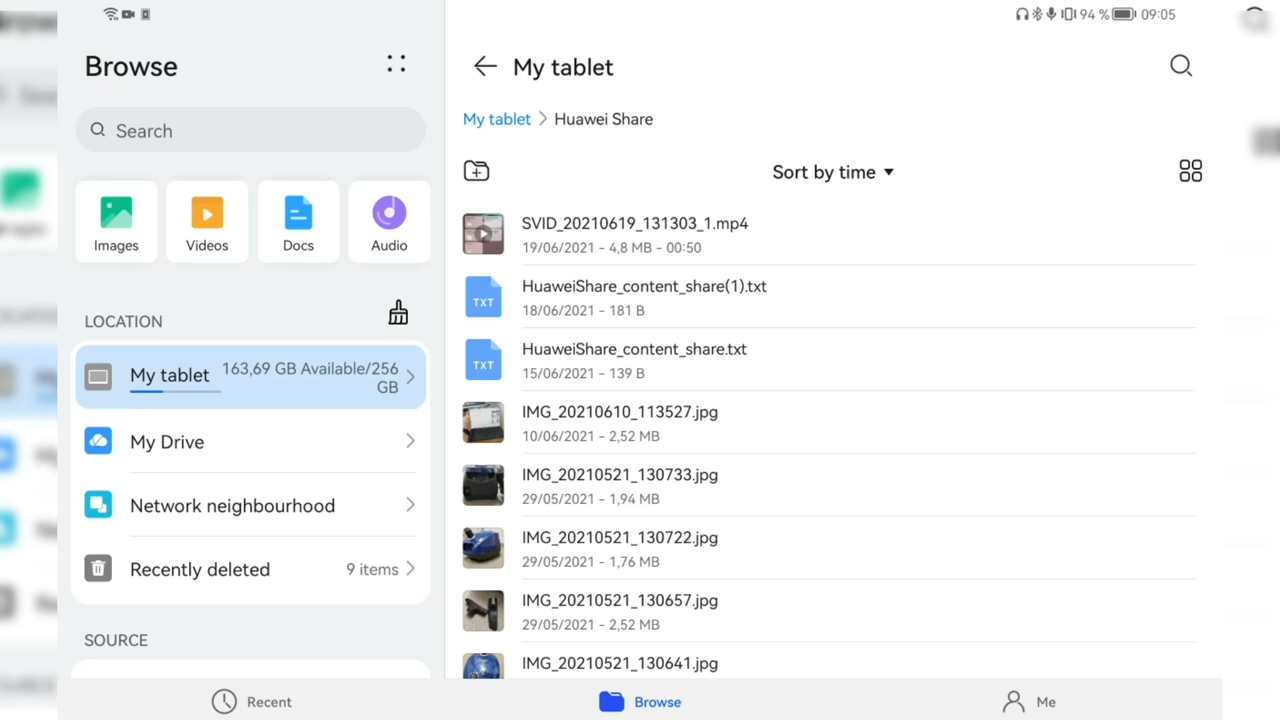 94 % 09:05
Browse
Search
Images
Videos
Docs
Audio
LOCATION
My tablet
163,69 GB Available/256
GB
My Drive
Network neighbourhood
Recently deleted
9 items
SOURCE
My tablet
My tablet > Huawei Share
Sort by time
SVID_20210619_131303_1.mp4
19/06/2021 - 4,8 MB - 00:50
TXT
HuaweiShare_content_share(1).txt
18/06/2021 - 181 B
TXT
HuaweiShare_content_share.txt
15/06/2021 - 139 B
IMG_20210610_113527.jpg
10/06/2021 - 2,52 MB
IMG_20210521_130733.jpg
29/05/2021 - 1,94 MB
IMG_20210521_130722.jpg
29/05/2021 - 1,76 MB
IMG_20210521_130657.jpg
29/05/2021 - 2,52 MB
IMG_20210521_130641.jpg
Recent
Browse
Me